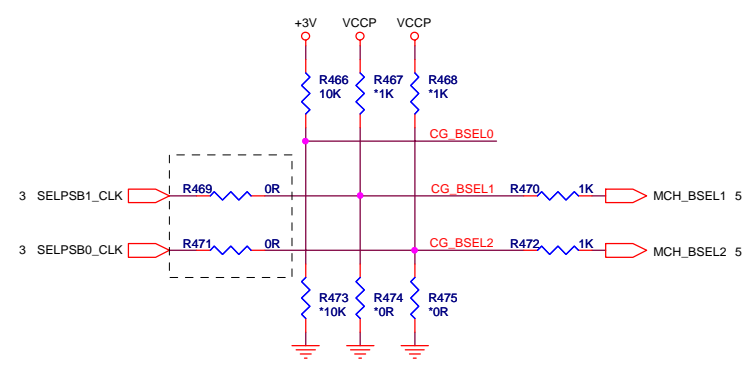 +3V VCCP VCCP
R466 R467 R468
10K *1K *1K
CG_BSEL0
3 SELPSB1_CLK R469 0R CG_BSEL1 R470 1K MCH_BSEL1 5
3 SELPSB0_CLK R471 0R CG_BSEL2 R472 1K MCH_BSEL2 5
R473 R474 R475
*10K *0R *0R